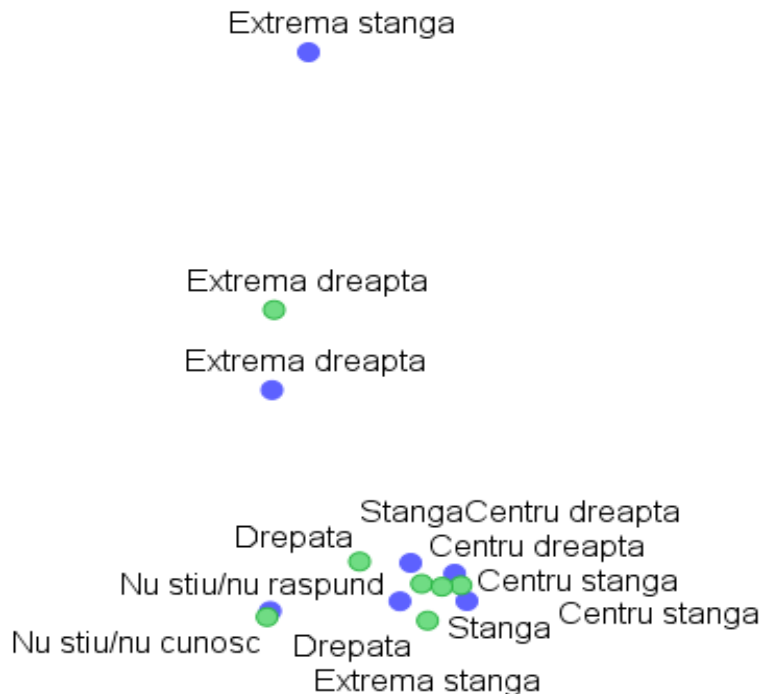 Extrema stanga
Extrema dreapta
Extrema dreapta
StangaCentru dreapta
Drepata
Centru dreapta
Nu stiu/nu raspund
Centru stanga
Centru stanga
Stanga
Nu stiu/nu cunosc
Drepata
Extrema stanga